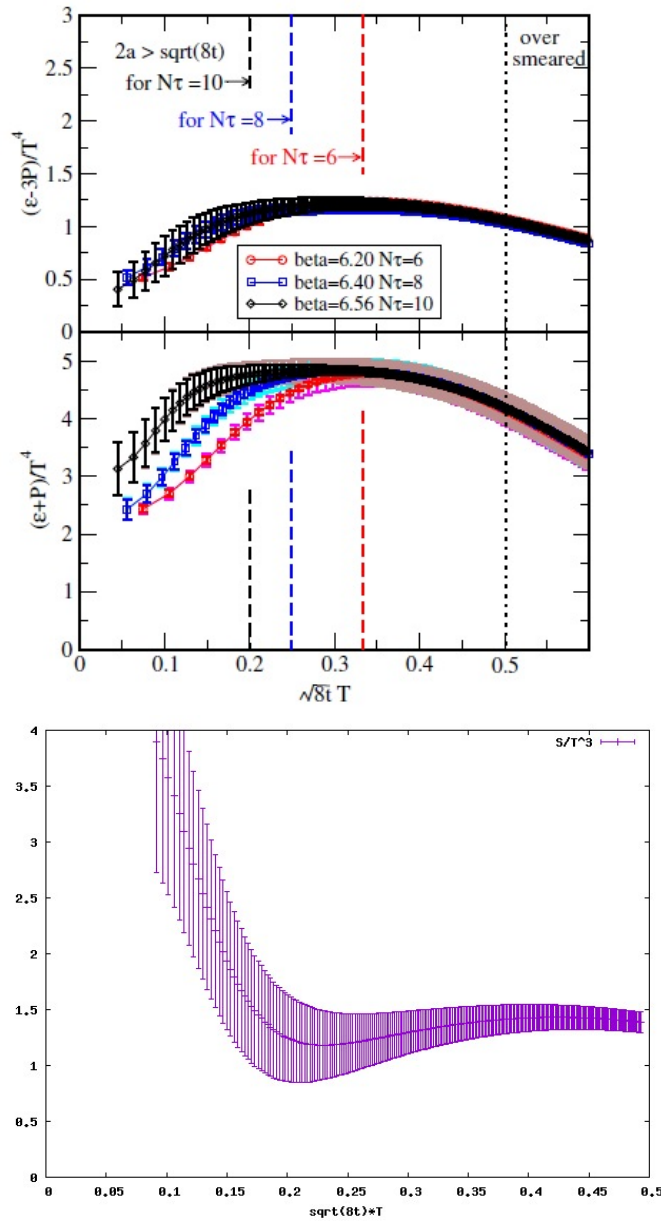 3
2.5
2
1.5
1
0.5
0
(ε-3P)/T⁴
2a > sqrt(8t)
for Nτ =10
for Nτ =8
for Nτ =6
over
smeared
beta=6.20 Nτ=6
beta=6.40 Nτ=8
beta=6.56 Nτ=10
5
4
3
2
1
0
(ε+P)/T⁴
0 0.1 0.2 0.3 0.4 0.5
√8t T
S/T^3
4
3.5
3
2.5
2
1.5
1
0.5
0
0 0.05 0.1 0.15 0.2 0.25 0.3 0.35 0.4 0.45 0.5
sqrt(8t)*T